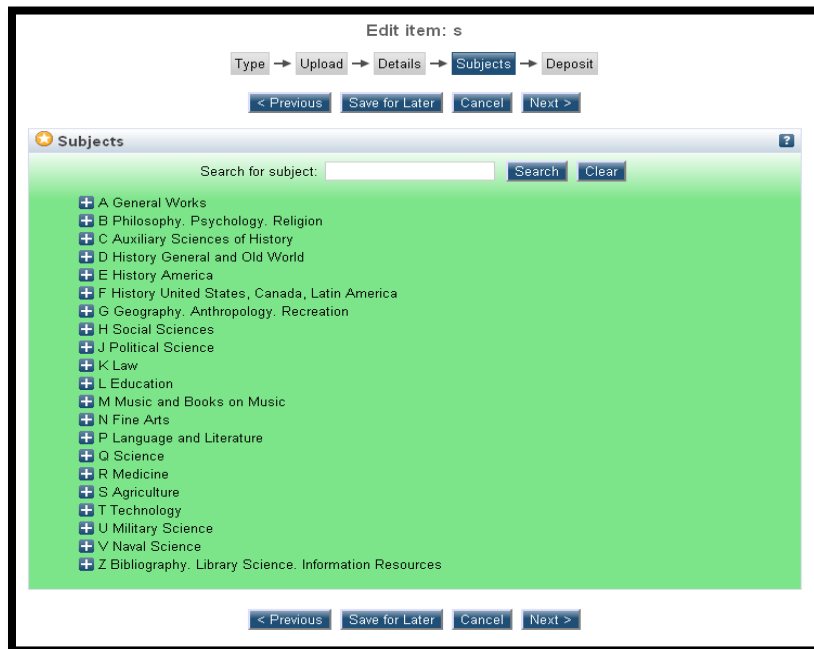 Edit item: s
Type → Upload → Details → Subjects → Deposit
< Previous Save for Later Cancel Next >
Subjects ?
Search for subject: Search Clear
A General Works
B Philosophy. Psychology. Religion
C Auxiliary Sciences of History
D History General and Old World
E History America
F History United States, Canada, Latin America
G Geography. Anthropology. Recreation
H Social Sciences
J Political Science
K Law
L Education
M Music and Books on Music
N Fine Arts
P Language and Literature
Q Science
R Medicine
S Agriculture
T Technology
U Military Science
V Naval Science
Z Bibliography. Library Science. Information Resources
< Previous Save for Later Cancel Next >